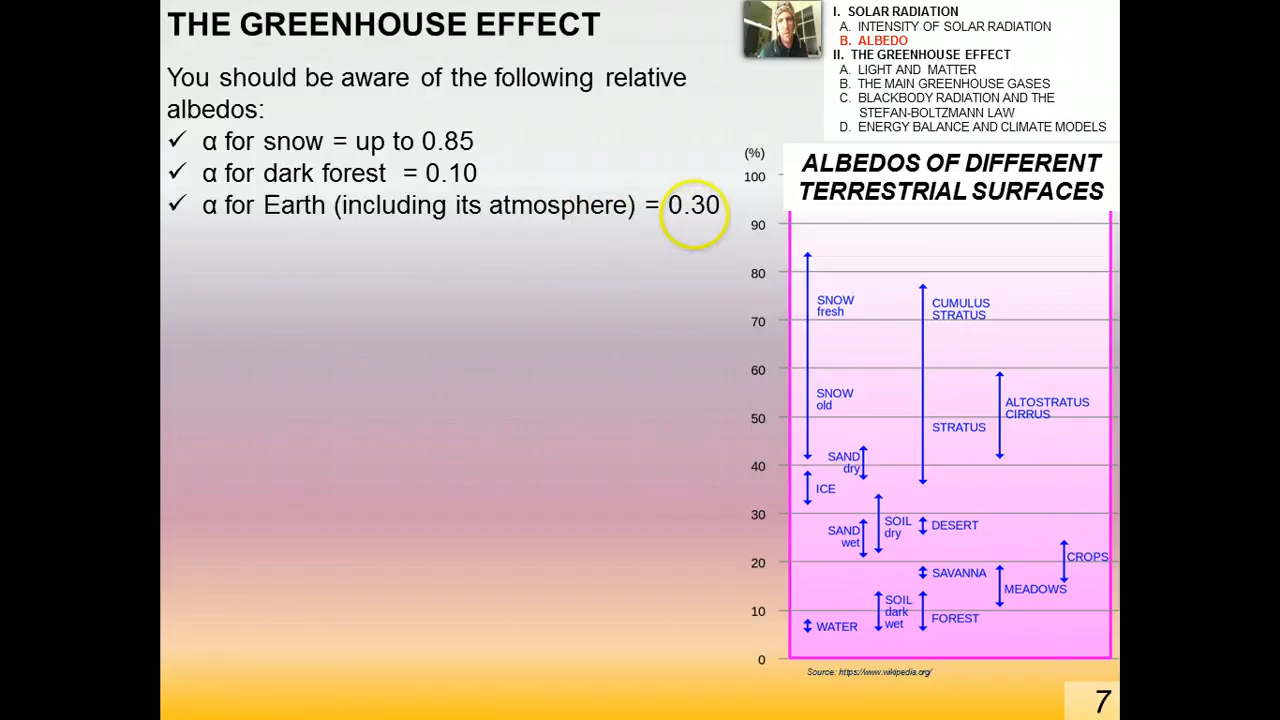 THE GREENHOUSE EFFECT
You should be aware of the following relative
albedos:
✓ α for snow = up to 0.85
✓ α for dark forest = 0.10
✓ α for Earth (including its atmosphere) = 0.30
I. SOLAR RADIATION
A. INTENSITY OF SOLAR RADIATION
B. ALBEDO
II. THE GREENHOUSE EFFECT
A. LIGHT AND MATTER
B. THE MAIN GREENHOUSE GASES
C. BLACKBODY RADIATION AND THE
STEFAN-BOLTZMANN LAW
D. ENERGY BALANCE AND CLIMATE MODELS
ALBEDOS OF DIFFERENT
TERRESTRIAL SURFACES
(%)
100
90
80
70
60
50
40
30
20
10
0
SNOW
fresh
CUMULUS
STRATUS
SNOW
old
ALTOSTRATUS
CIRRUS
STRATUS
SAND
dry
ICE
SOIL
dry
DESERT
SAND
wet
CROPS
SAVANNA
MEADOWS
SOIL
dark
wet
FOREST
WATER
Source: https://www.wikipedia.org/
7